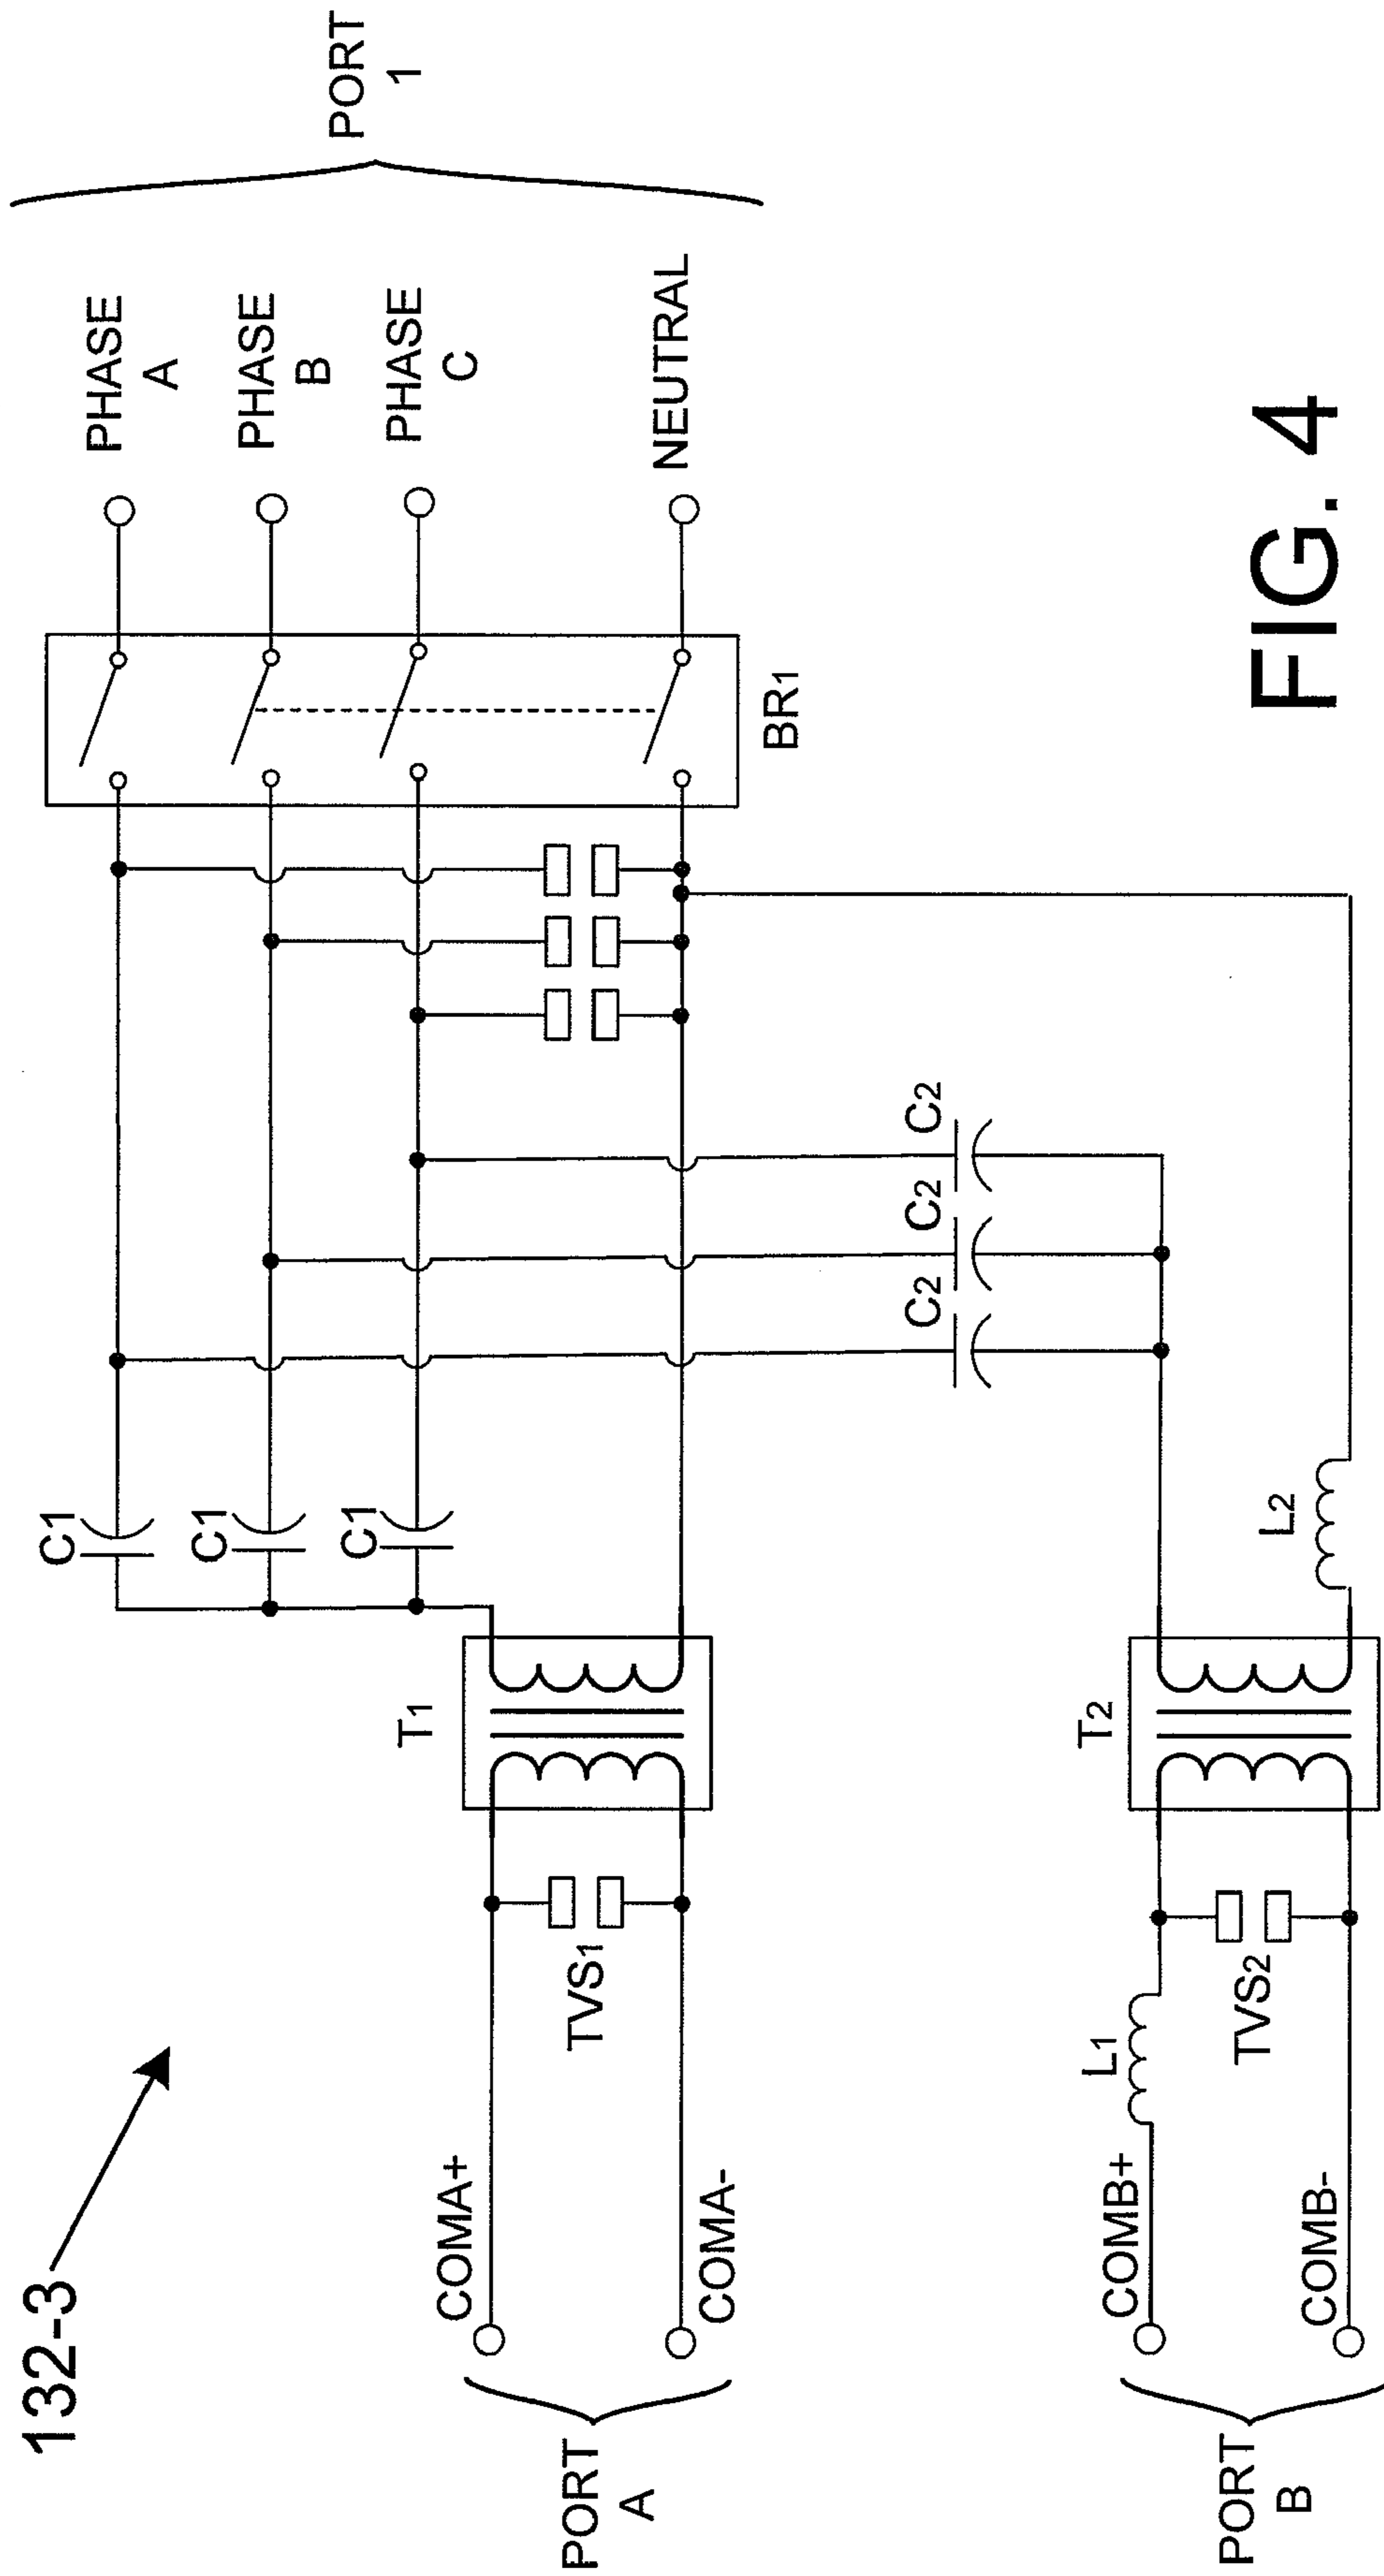 132-3
PORT
1
PHASE
A
PHASE
B
PHASE
C
NEUTRAL
BR1
C1
C1
C1
T1
COMA+
TVS1
COMA-
PORT
A
C2
C2
C2
L2
T2
L1
COMB+
TVS2
COMB-
PORT
B
FIG. 4